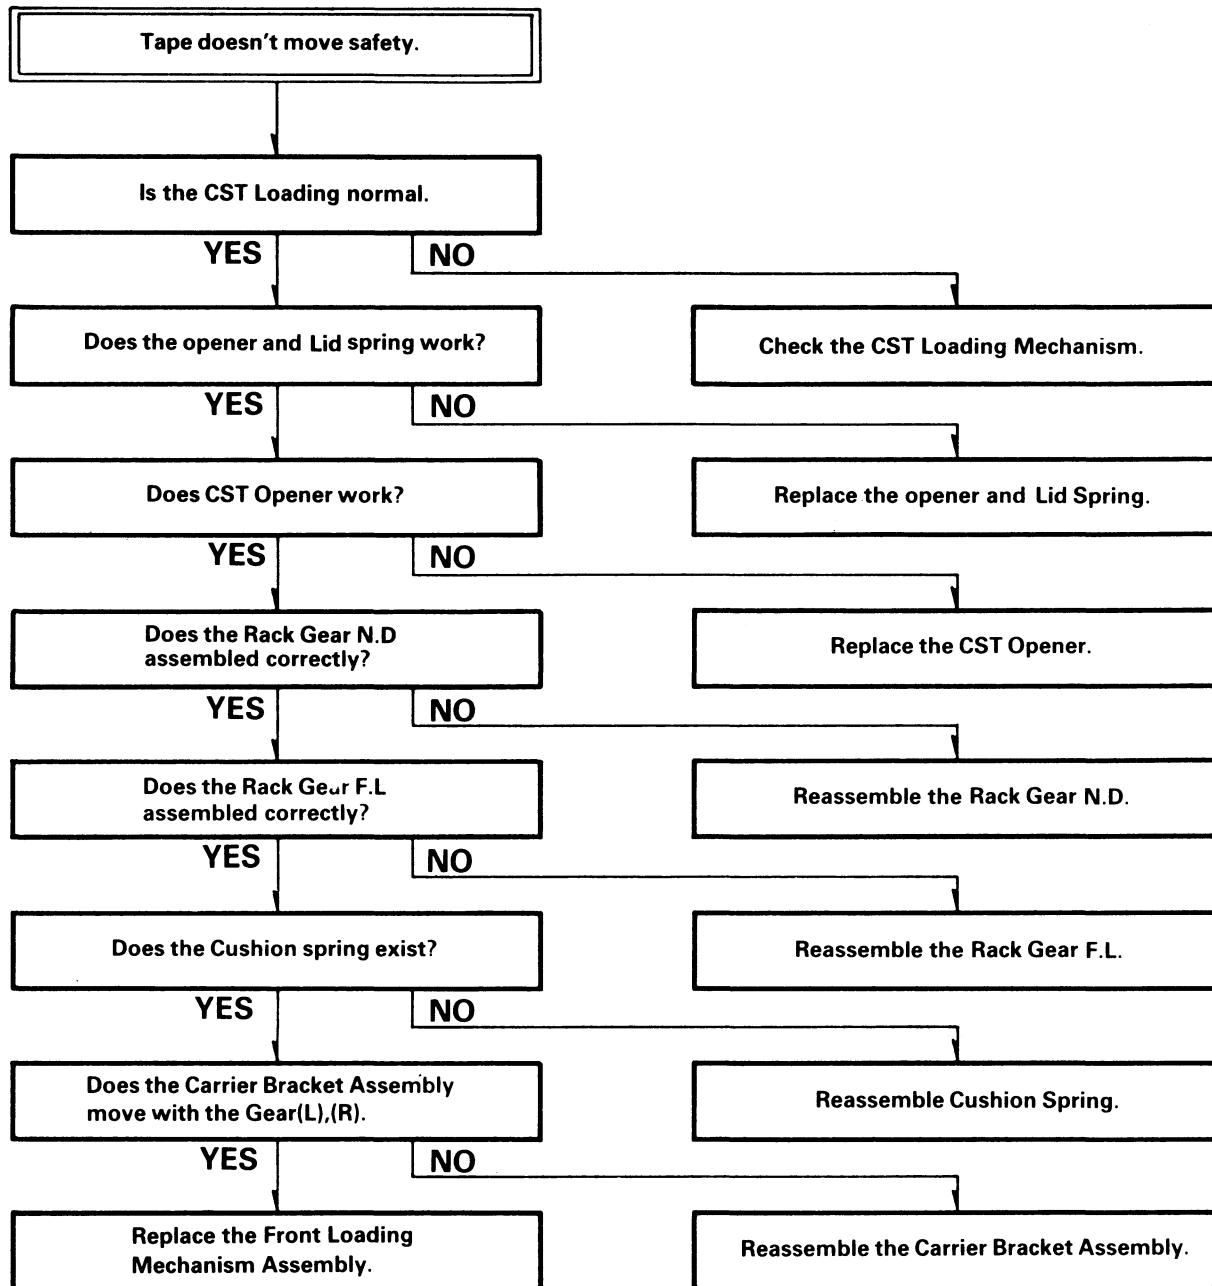 Tape doesn't move safety.
Is the CST Loading normal.
YES
NO
Does the opener and Lid spring work?
Check the CST Loading Mechanism.
YES
NO
Does CST Opener work?
Replace the opener and Lid Spring.
YES
NO
Does the Rack Gear N.D
assembled correctly?
Replace the CST Opener.
YES
NO
Does the Rack Gear F.L
assembled correctly?
Reassemble the Rack Gear N.D.
YES
NO
Does the Cushion spring exist?
Reassemble the Rack Gear F.L.
YES
NO
Does the Carrier Bracket Assembly
move with the Gear(L),(R).
Reassemble Cushion Spring.
YES
NO
Replace the Front Loading
Mechanism Assembly.
Reassemble the Carrier Bracket Assembly.